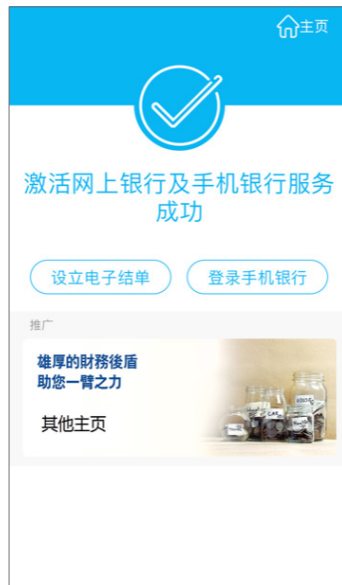 主页
激活网上银行及手机银行服务
成功
设立电子结单 登录手机银行
推广
雄厚的財務後盾
助您一臂之力
其他主页